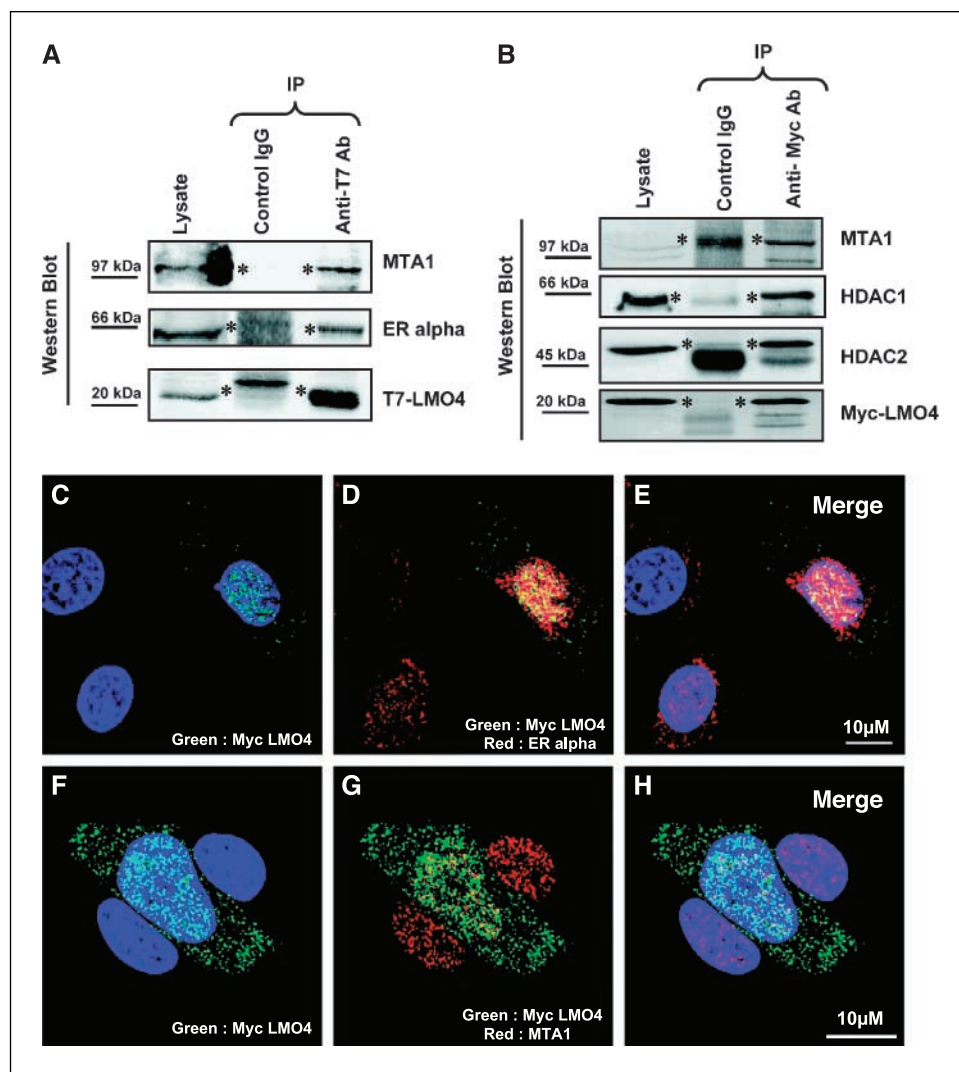 A
IP
Lysate
Control IgG
Anti-T7 Ab
Western Blot
97 kDa
*
*
MTA1
66 kDa
*
*
ER alpha
20 kDa
*
*
T7-LMO4
B
IP
Lysate
Control IgG
Anti- Myc Ab
Western Blot
97 kDa
*
*
MTA1
66 kDa
*
*
HDAC1
45 kDa
*
*
HDAC2
20 kDa
*
*
Myc-LMO4
C
Green : Myc LMO4
D
Green : Myc LMO4
Red : ER alpha
E
Merge
10µM
F
Green : Myc LMO4
G
Green : Myc LMO4
Red : MTA1
H
Merge
10µM